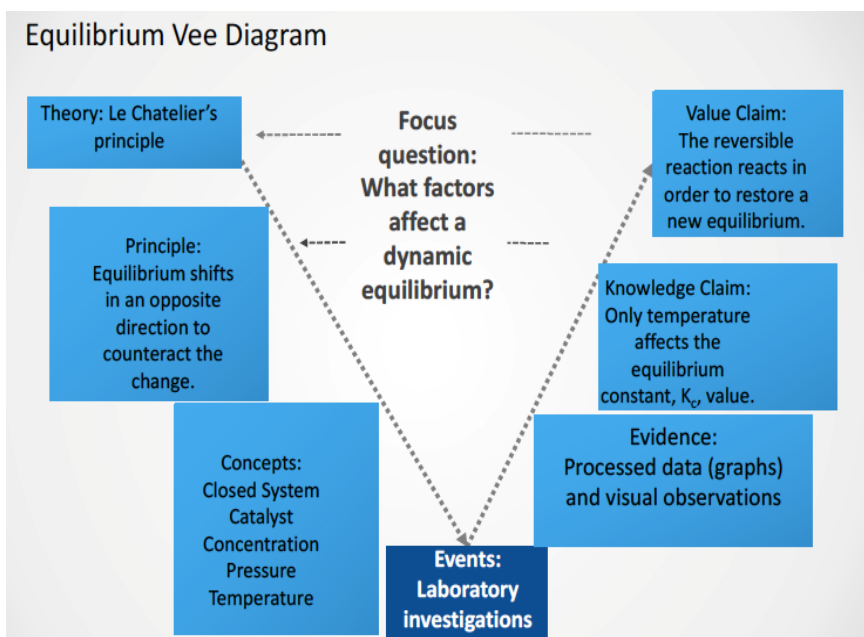 Equilibrium Vee Diagram
Theory: Le Chatelier's
principle
Focus
question:
What factors
affect a
dynamic
equilibrium?
Value Claim:
The reversible
reaction reacts in
order to restore a
new equilibrium.
Principle:
Equilibrium shifts
in an opposite
direction to
counteract the
change.
Knowledge Claim:
Only temperature
affects the
equilibrium
constant, Kc, value.
Concepts:
Closed System
Catalyst
Concentration
Pressure
Temperature
Evidence:
Processed data (graphs)
and visual observations
Events:
Laboratory
investigations